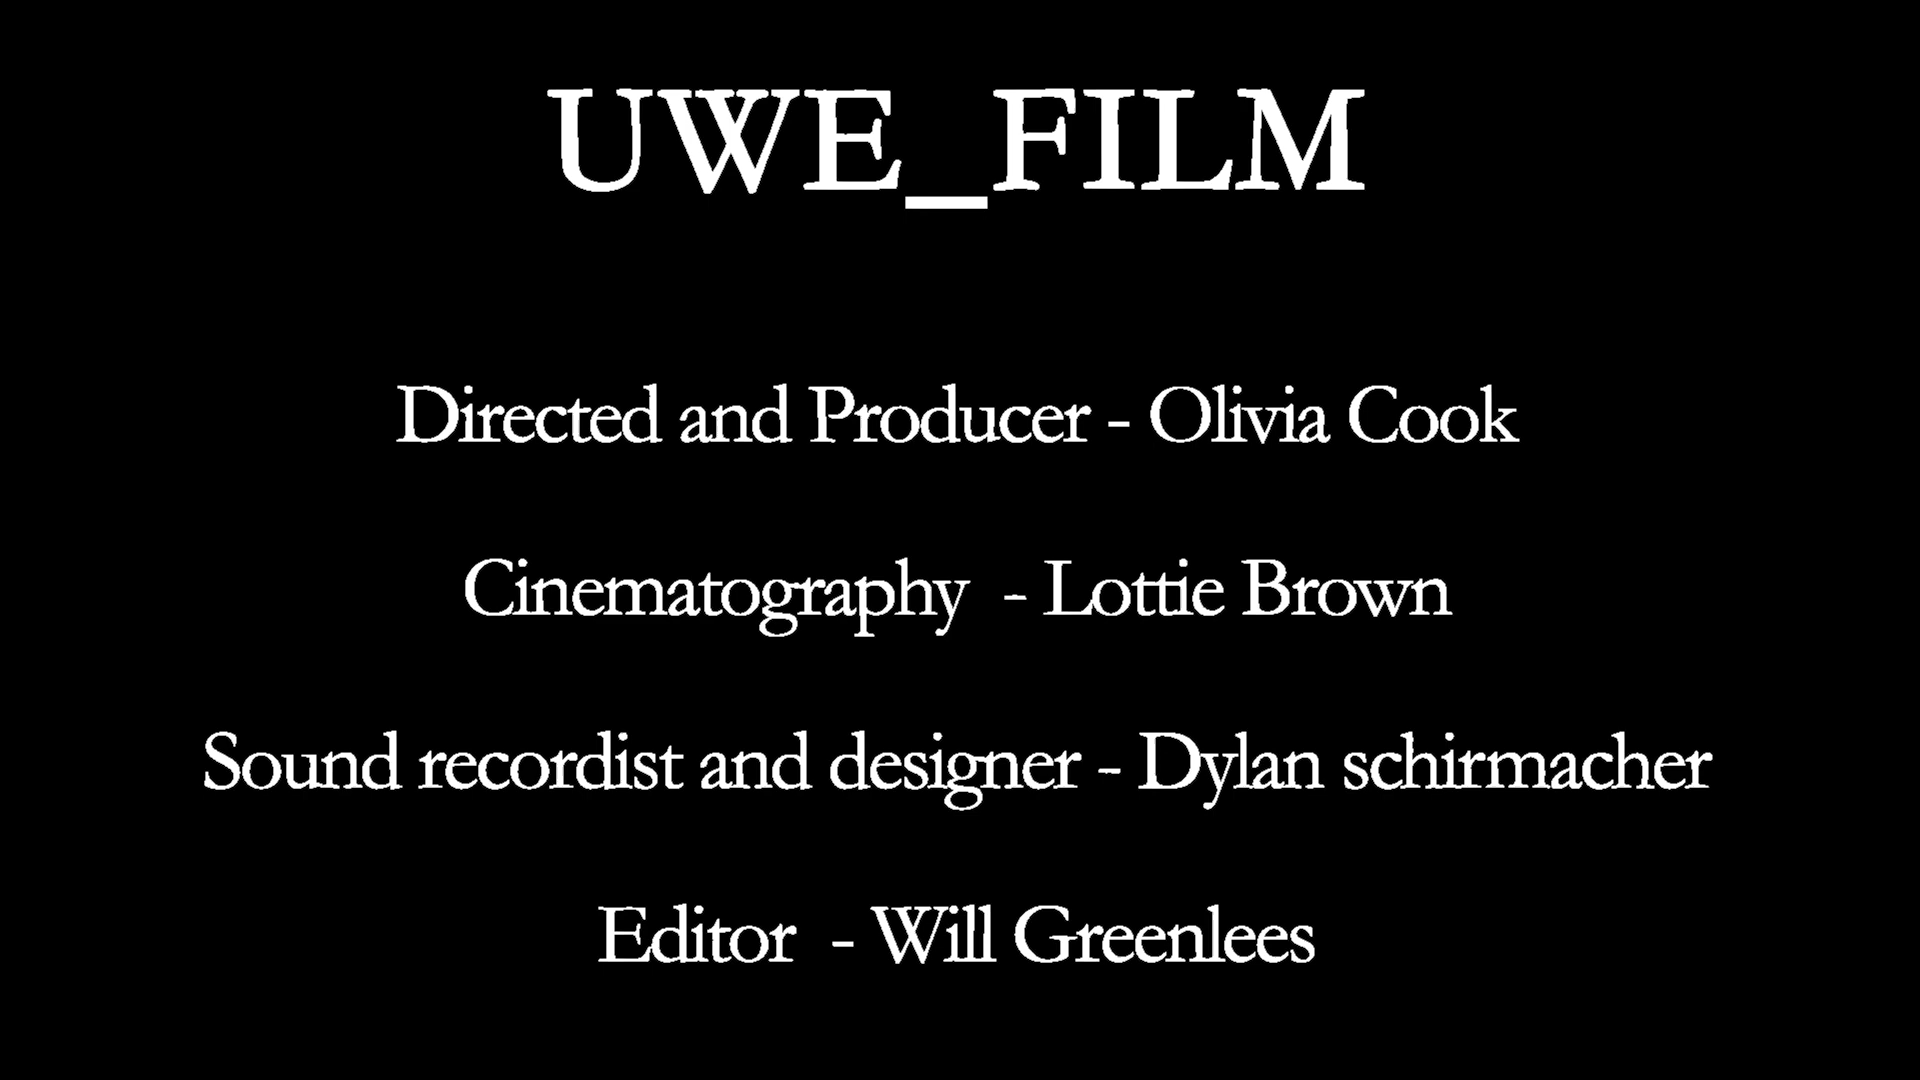 UWE_FILM
Directed and Producer - Olivia Cook
Cinematography - Lottie Brown
Sound recordist and designer - Dylan schirmacher
Editor - Will Greenlees